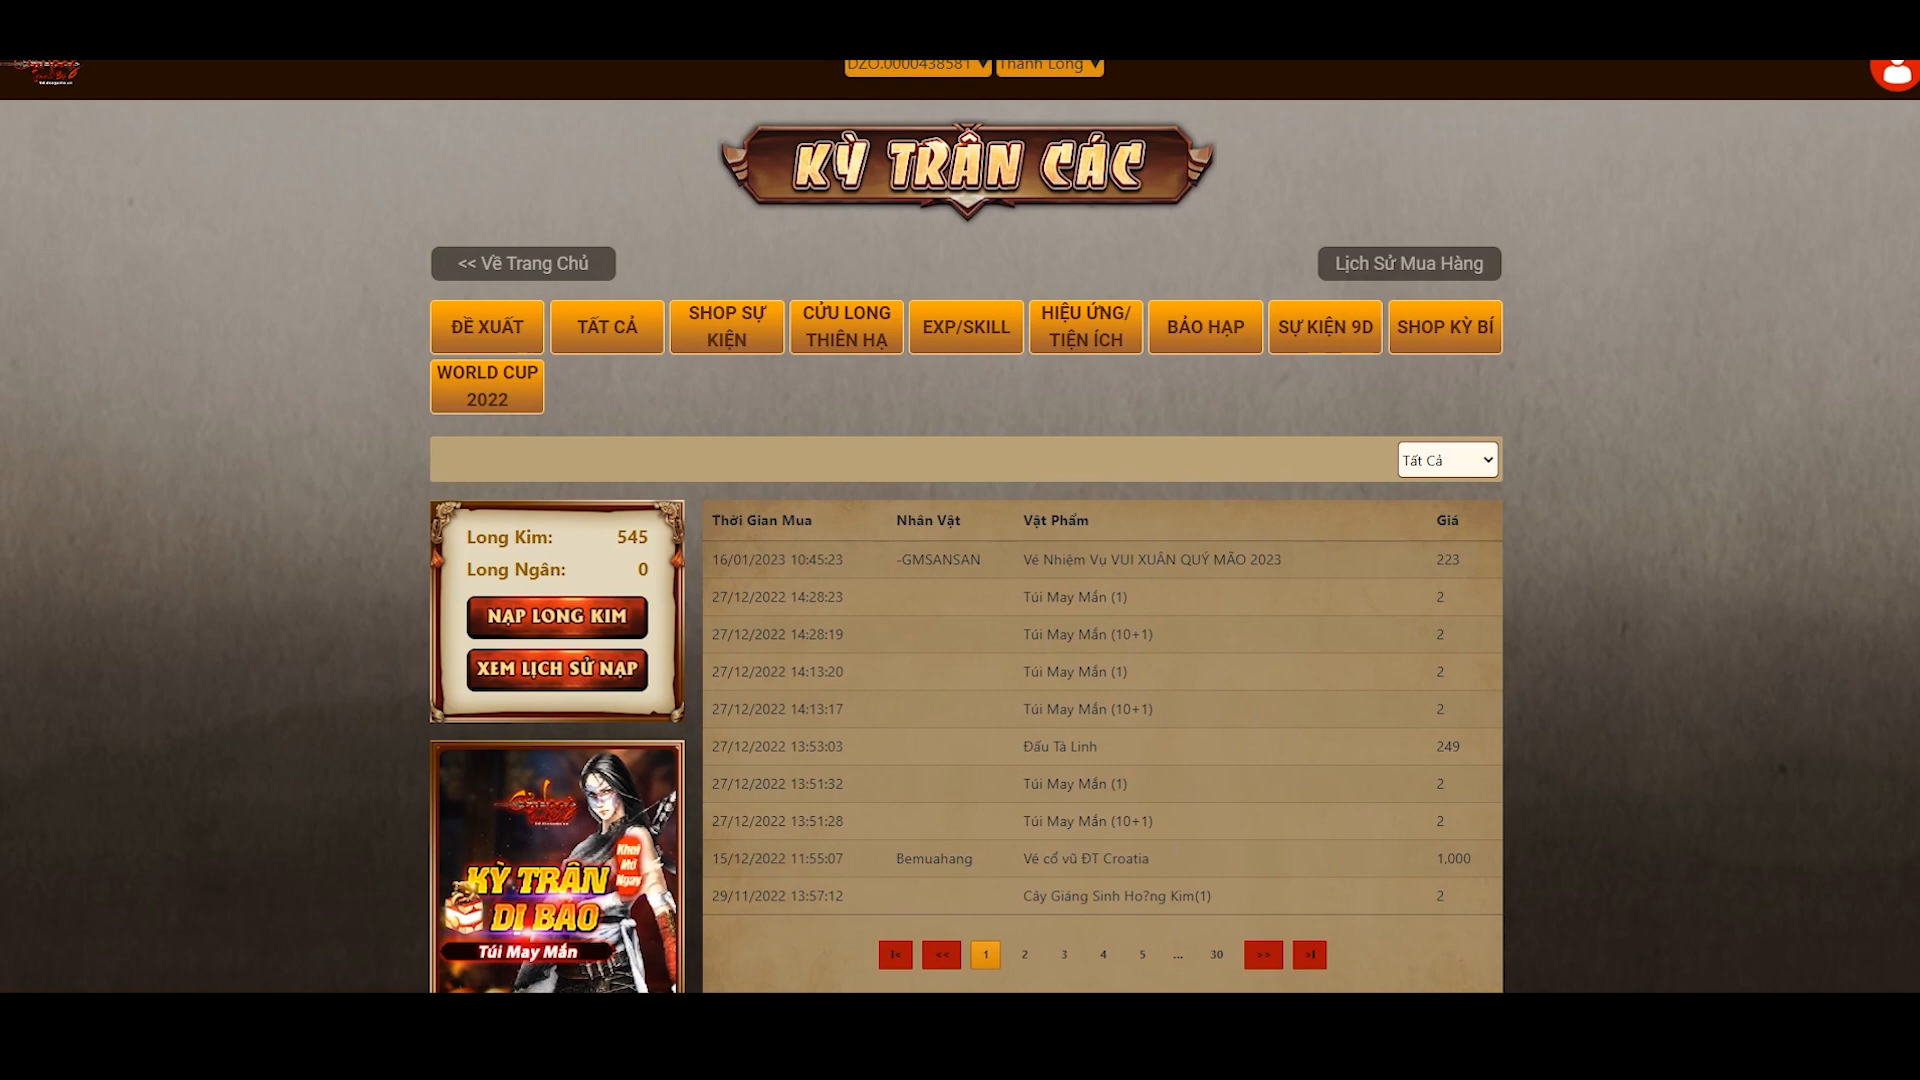 DZO.0000438581 ▼ Thanh Long ▼
KỲ TRÂN CÁC
<< Về Trang Chủ
Lịch Sử Mua Hàng
ĐỀ XUẤT
TẤT CẢ
SHOP SỰ
KIỆN
CỬU LONG
THIÊN HẠ
EXP/SKILL
HIỆU ỨNG/
TIỆN ÍCH
BẢO HẠP
SỰ KIỆN 9D
SHOP KỲ BÍ
WORLD CUP
2022
Tất Cả
Long Kim: 545
Long Ngân: 0
NẠP LONG KIM
XEM LỊCH SỬ NẠP
Khai
Mở
Ngay
KỲ TRÂN
DỊ BẢO
Túi May Mắn
Thời Gian Mua Nhân Vật Vật Phẩm Giá
16/01/2023 10:45:23 -GMSANSAN Vé Nhiệm Vụ VUI XUÂN QUÝ MÃO 2023 223
27/12/2022 14:28:23 Túi May Mắn (1) 2
27/12/2022 14:28:19 Túi May Mắn (10+1) 2
27/12/2022 14:13:20 Túi May Mắn (1) 2
27/12/2022 14:13:17 Túi May Mắn (10+1) 2
27/12/2022 13:53:03 Đấu Tà Linh 249
27/12/2022 13:51:32 Túi May Mắn (1) 2
27/12/2022 13:51:28 Túi May Mắn (10+1) 2
15/12/2022 11:55:07 Bemuahang Vé cổ vũ ĐT Croatia 1.000
29/11/2022 13:57:12 Cây Giáng Sinh Ho?ng Kim(1) 2
|< << 1 2 3 4 5 ... 30 >> >|